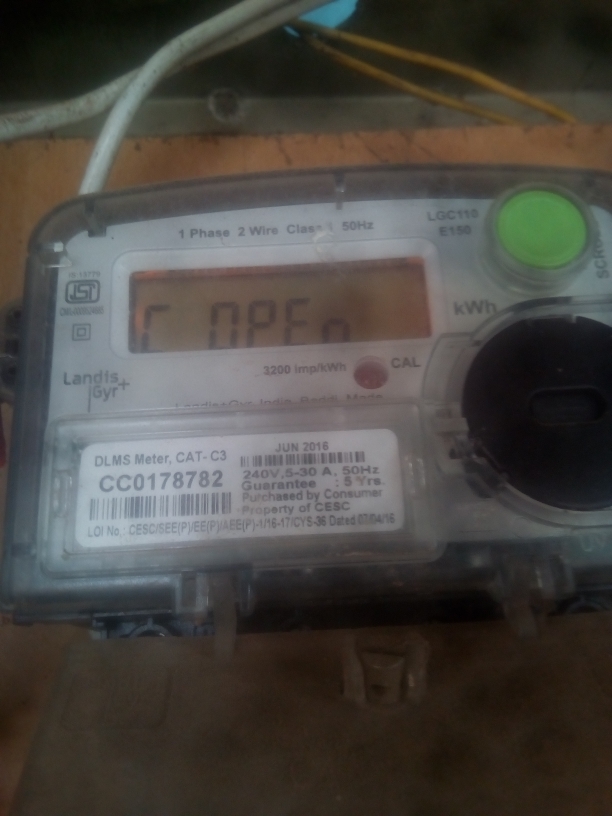 1 Phase 2 Wire Class 1 50Hz
LGC110
E150
C OPEn
kWh
3200 imp/kWh
CAL
Landis
Gyr+
DLMS Meter, CAT- C3
CC0178782
JUN 2016
240V,5-30 A, 50Hz
Guarantee : 5 Yrs.
Purchased by Consumer
Property of CESC
LOI No.: CESC/SEE(P)/EE(P)/AEE(P)-1/16-17/CYS-36 Dated 07/04/16